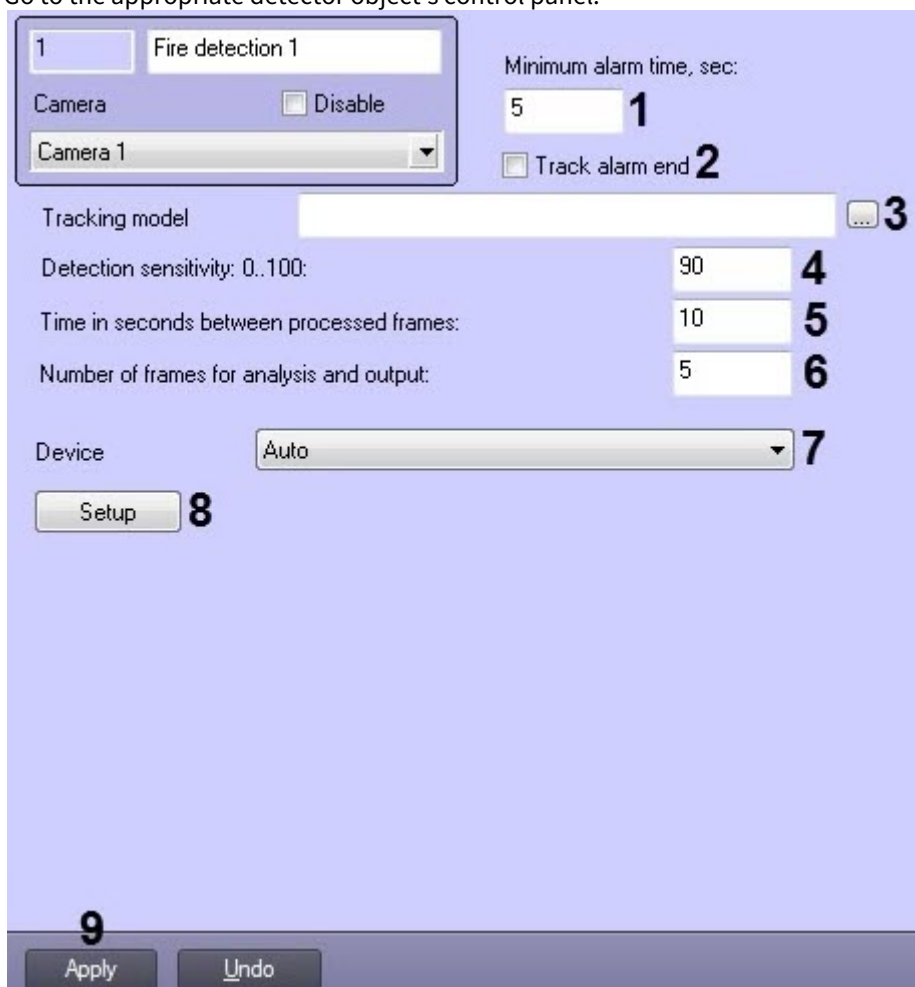 Go to the appropriate detector object's control panel.
1 Fire detection 1
Minimum alarm time, sec:
Camera Disable
5 1
Camera 1
Track alarm end 2
Tracking model ... 3
Detection sensitivity: 0..100: 90 4
Time in seconds between processed frames: 10 5
Number of frames for analysis and output: 5 6
Device Auto 7
Setup 8
9
Apply Undo